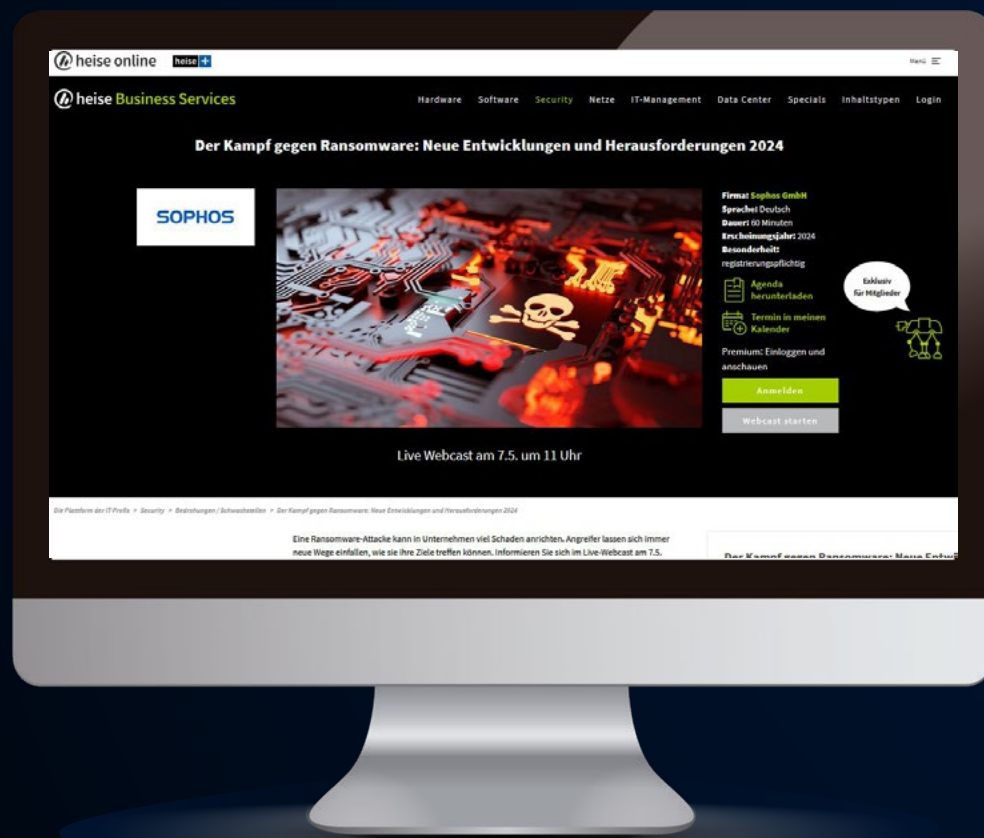 heise online heise + Menü
heise Business Services Hardware Software Security Netze IT-Management Data Center Specials Inhaltstypen Login
Der Kampf gegen Ransomware: Neue Entwicklungen und Herausforderungen 2024
SOPHOS
Firma: Sophos GmbH
Sprache: Deutsch
Dauer: 60 Minuten
Erscheinungsjahr: 2024
Besonderheit:
registrierungspflichtig
Agenda
herunterladen
Termin in meinen
Kalender
Exklusiv
für Mitglieder
Premium: Einloggen und
anschauen
Anmelden
Webcast starten
Live Webcast am 7.5. um 11 Uhr
Die Plattform der IT Profis > Security > Bedrohungen / Schwachstellen > Der Kampf gegen Ransomware: Neue Entwicklungen und Herausforderungen 2024
Eine Ransomware-Attacke kann in Unternehmen viel Schaden anrichten. Angreifer lassen sich immer
neue Wege einfallen, wie sie ihre Ziele treffen können. Informieren Sie sich im Live-Webcast am 7.5.
Der Kampf gegen Ransomware: Neue